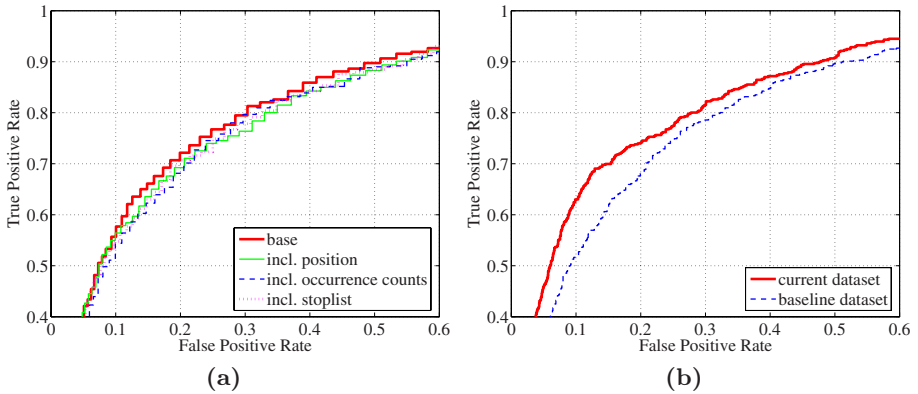 1
0.9
0.8
0.7
0.6
0.5
0.4
True Positive Rate
0 0.1 0.2 0.3 0.4 0.5 0.6
False Positive Rate
base
incl. position
incl. occurrence counts
incl. stoplist
(a)
1
0.9
0.8
0.7
0.6
0.5
0.4
True Positive Rate
0 0.1 0.2 0.3 0.4 0.5 0.6
False Positive Rate
current dataset
baseline dataset
(b)